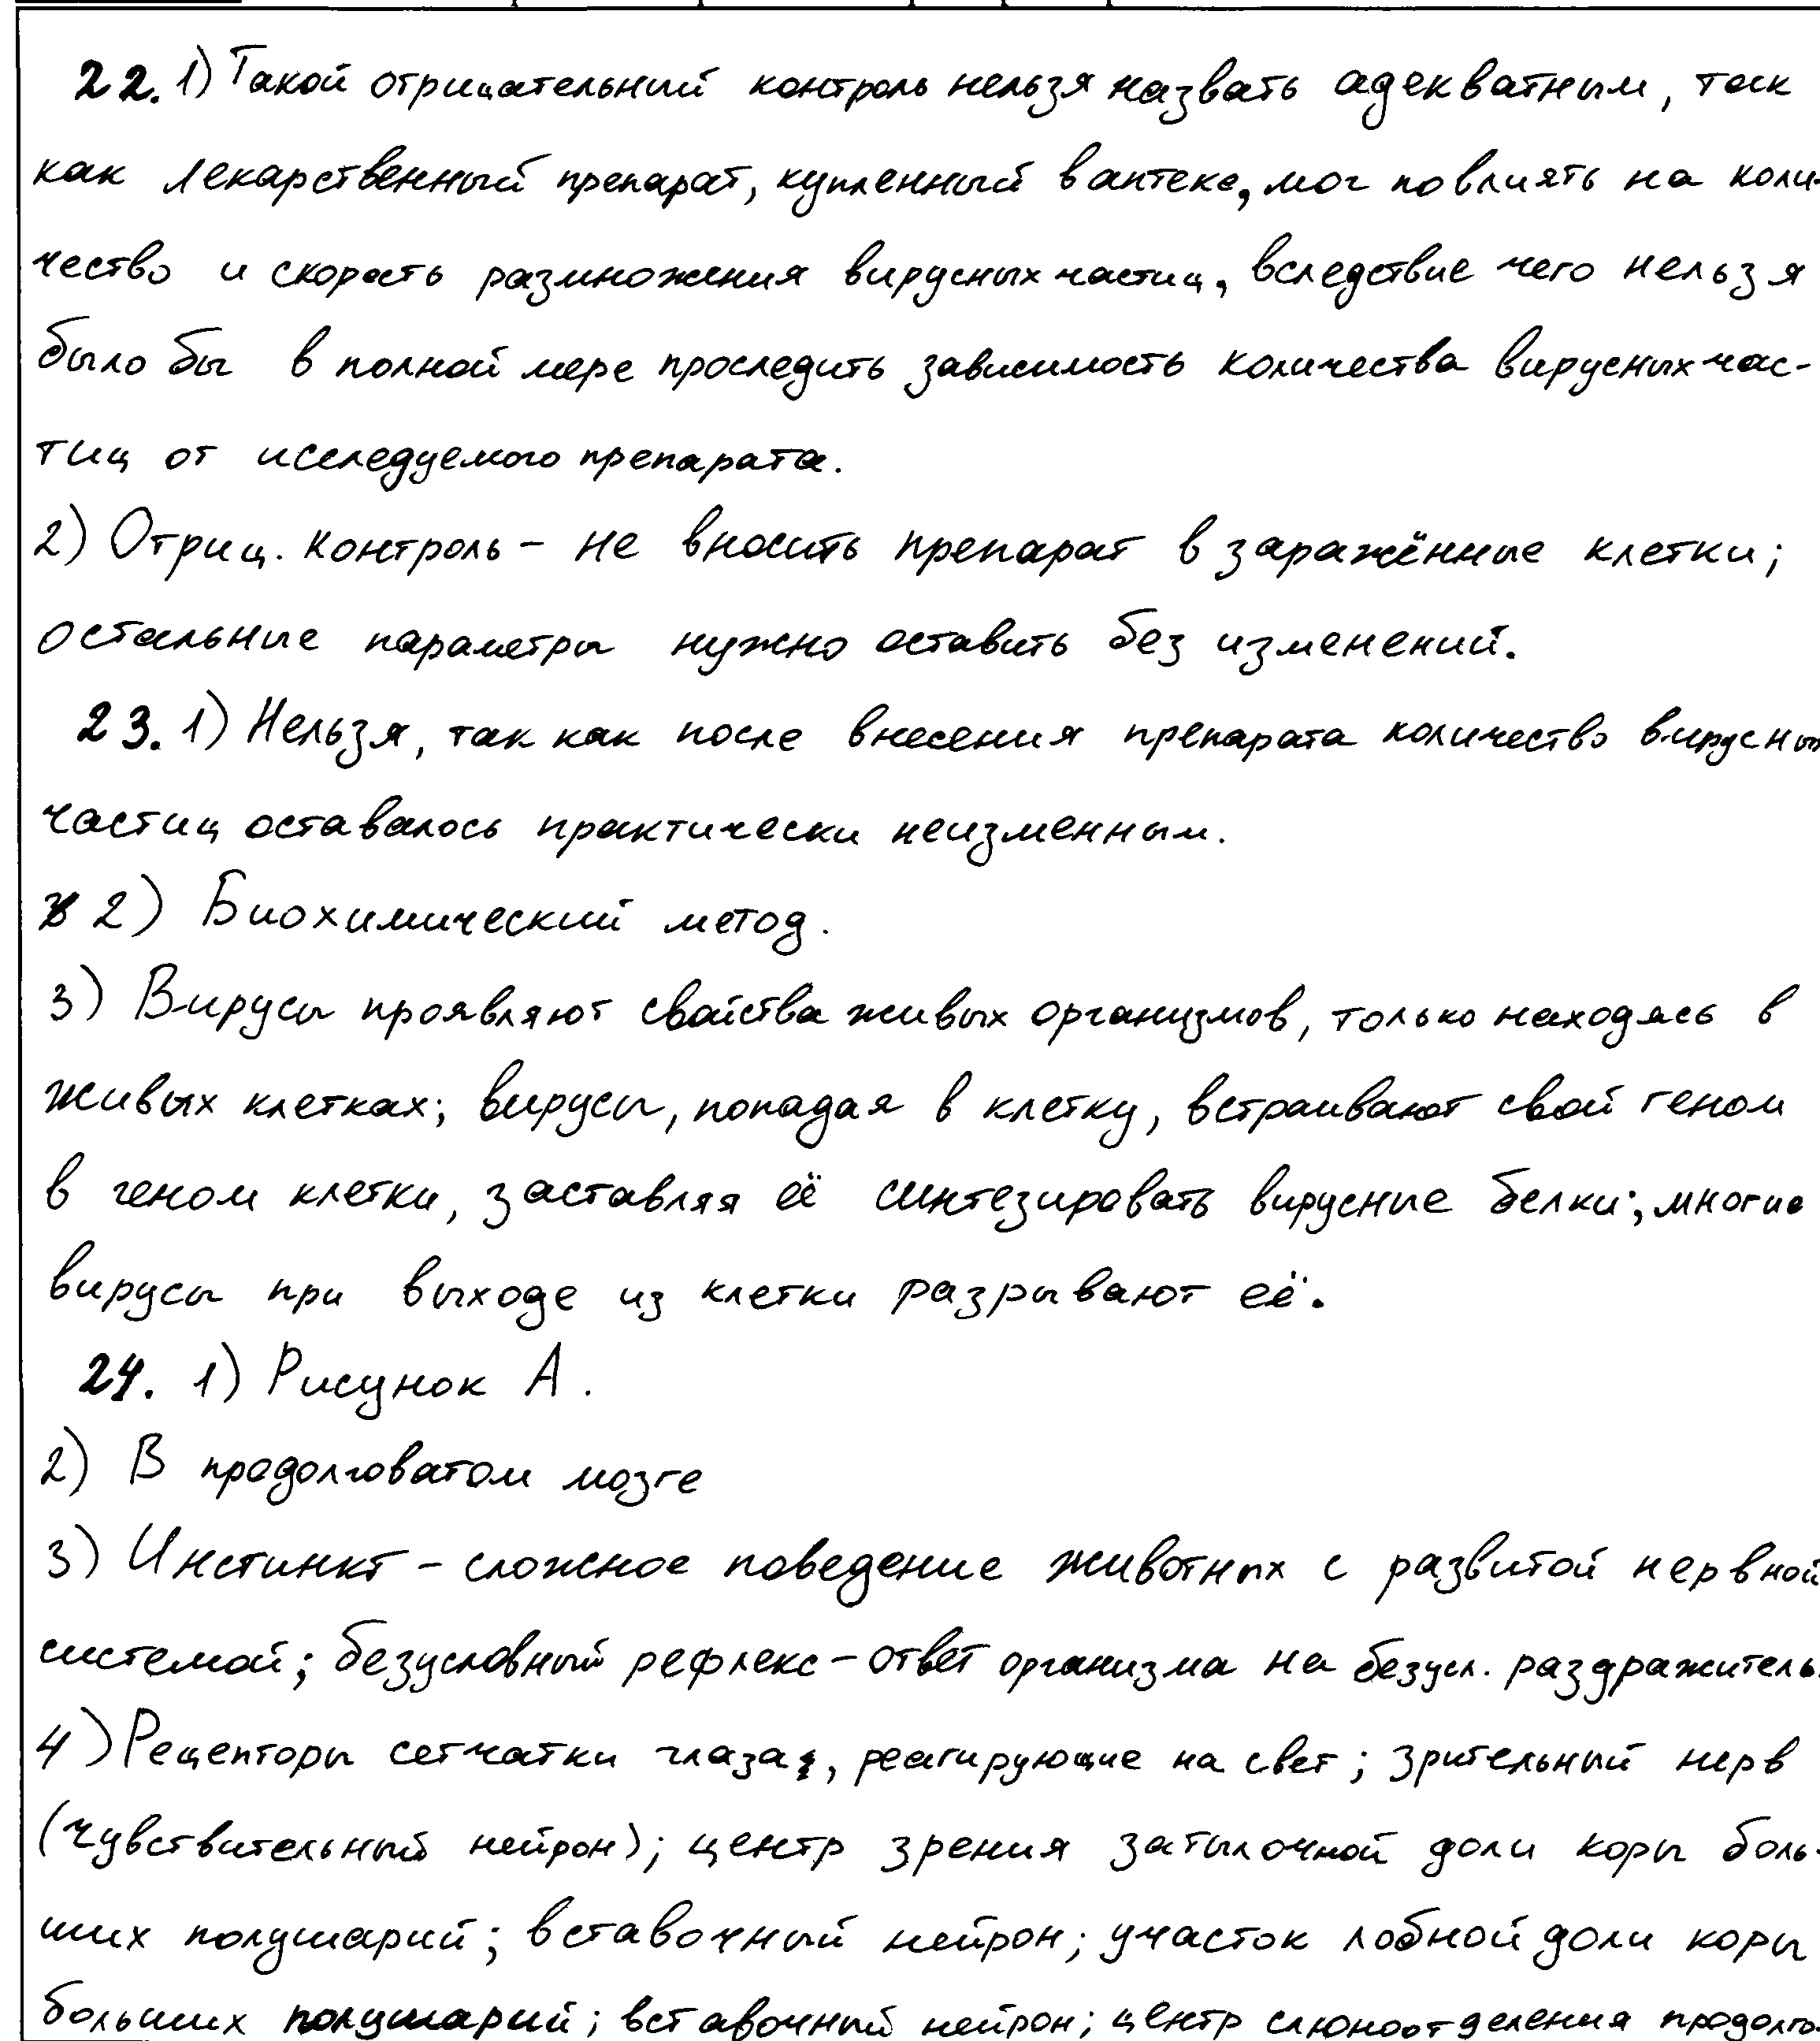 22. 1) Такой отрицательный контроль нельзя назвать адекватным, так
как лекарственный препарат, купленный в аптеке, мог повлиять на коли-
чество и скорость размножения вирусных частиц, вследствие чего нельзя
было бы в полной мере проследить зависимость количества вирусных час-
тиц от исследуемого препарата.
2) Отриц. контроль – не вносить препарат в заражённые клетки;
остальные параметры нужно оставить без изменений.
23. 1) Нельзя, так как после внесения препарата количество вирусных
частиц оставалось практически неизменным.
2) Биохимический метод.
3) Вирусы проявляют свойства живых организмов, только находясь в
живых клетках; вирусы, попадая в клетку, встраивают свой геном
в геном клетки, заставляя её синтезировать вирусные белки; многие
вирусы при выходе из клетки разрывают её.
24. 1) Рисунок А.
2) В продолговатом мозге
3) Инстинкт – сложное поведение животных с развитой нервной
системой; безусловный рефлекс – ответ организма на безусл. раздражитель.
4) Рецепторы сетчатки глаза, реагирующие на свет; зрительный нерв
(чувствительный нейрон); центр зрения затылочной доли коры боль-
ших полушарий; вставочный нейрон; участок лобной доли коры
больших полушарий; вставочный нейрон; центр слюноотделения продолго